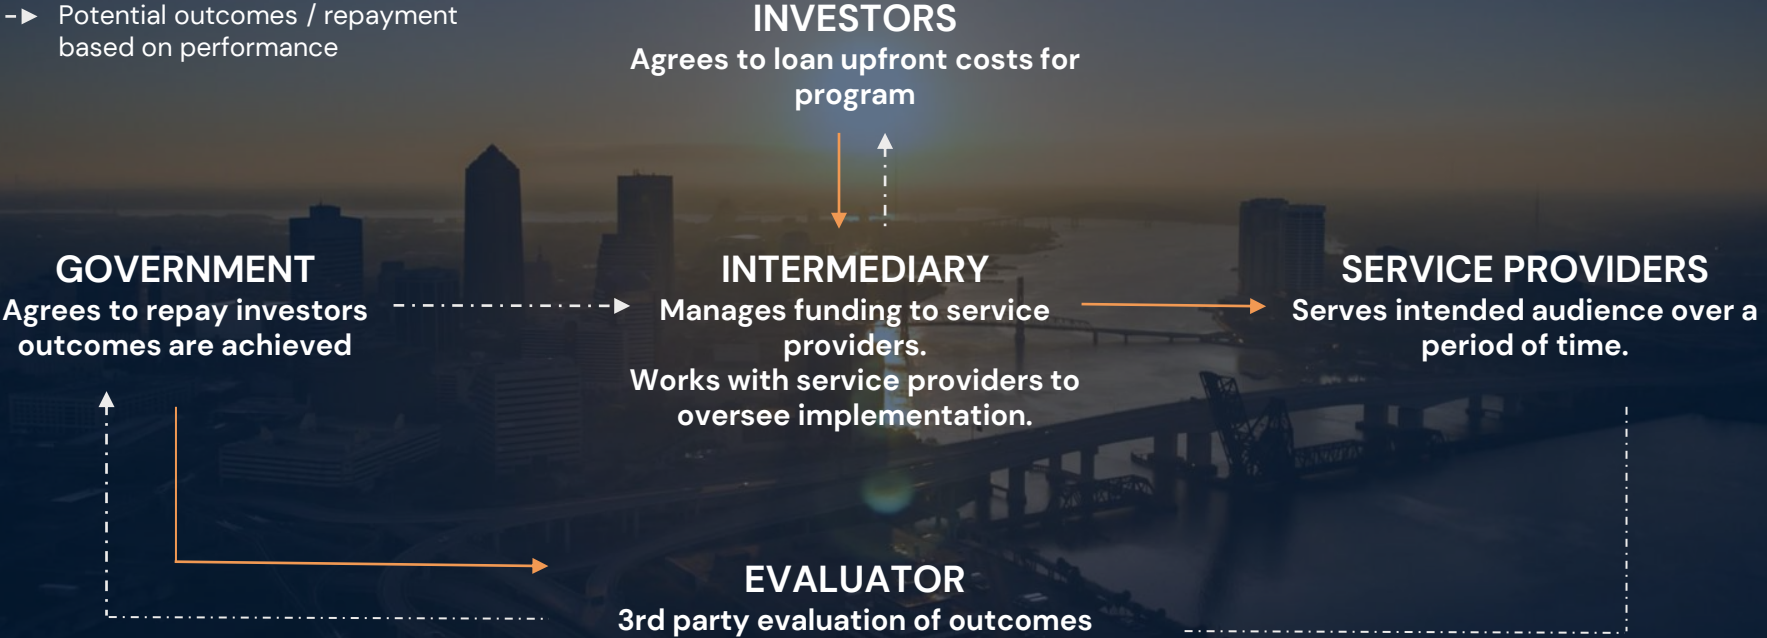 Potential outcomes / repayment
based on performance
INVESTORS
Agrees to loan upfront costs for
program
GOVERNMENT
Agrees to repay investors
outcomes are achieved
INTERMEDIARY
Manages funding to service
providers.
Works with service providers to
oversee implementation.
SERVICE PROVIDERS
Serves intended audience over a
period of time.
EVALUATOR
3rd party evaluation of outcomes